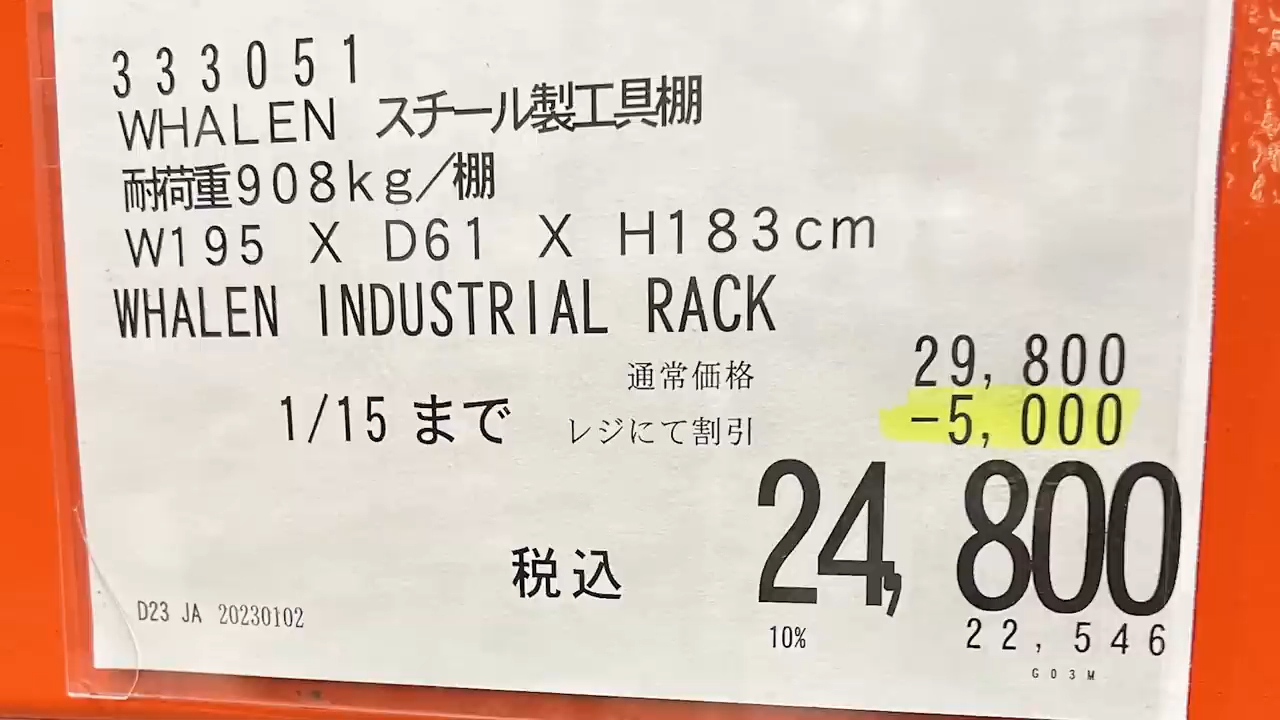 333051
WHALEN スチール製工具棚
耐荷重908kg/棚
W195 X D61 X H183cm
WHALEN INDUSTRIAL RACK
通常価格 29,800
1/15 まで レジにて割引 -5,000
税込 24,800
10% 22,546
D23 JA 20230102
G03M